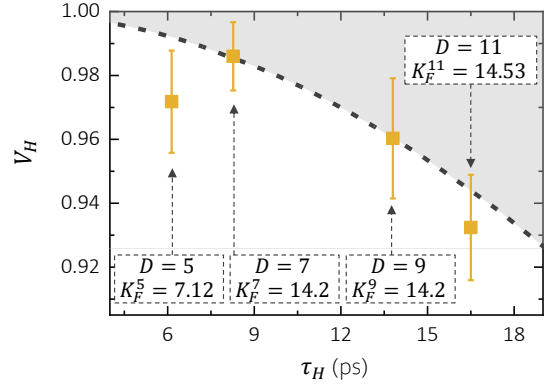 1.00
0.98
0.96
0.94
0.92
V_H
D = 11
K_F^11 = 14.53
D = 5
K_F^5 = 7.12
D = 7
K_F^7 = 14.2
D = 9
K_F^9 = 14.2
6 9 12 15 18
τ_H (ps)